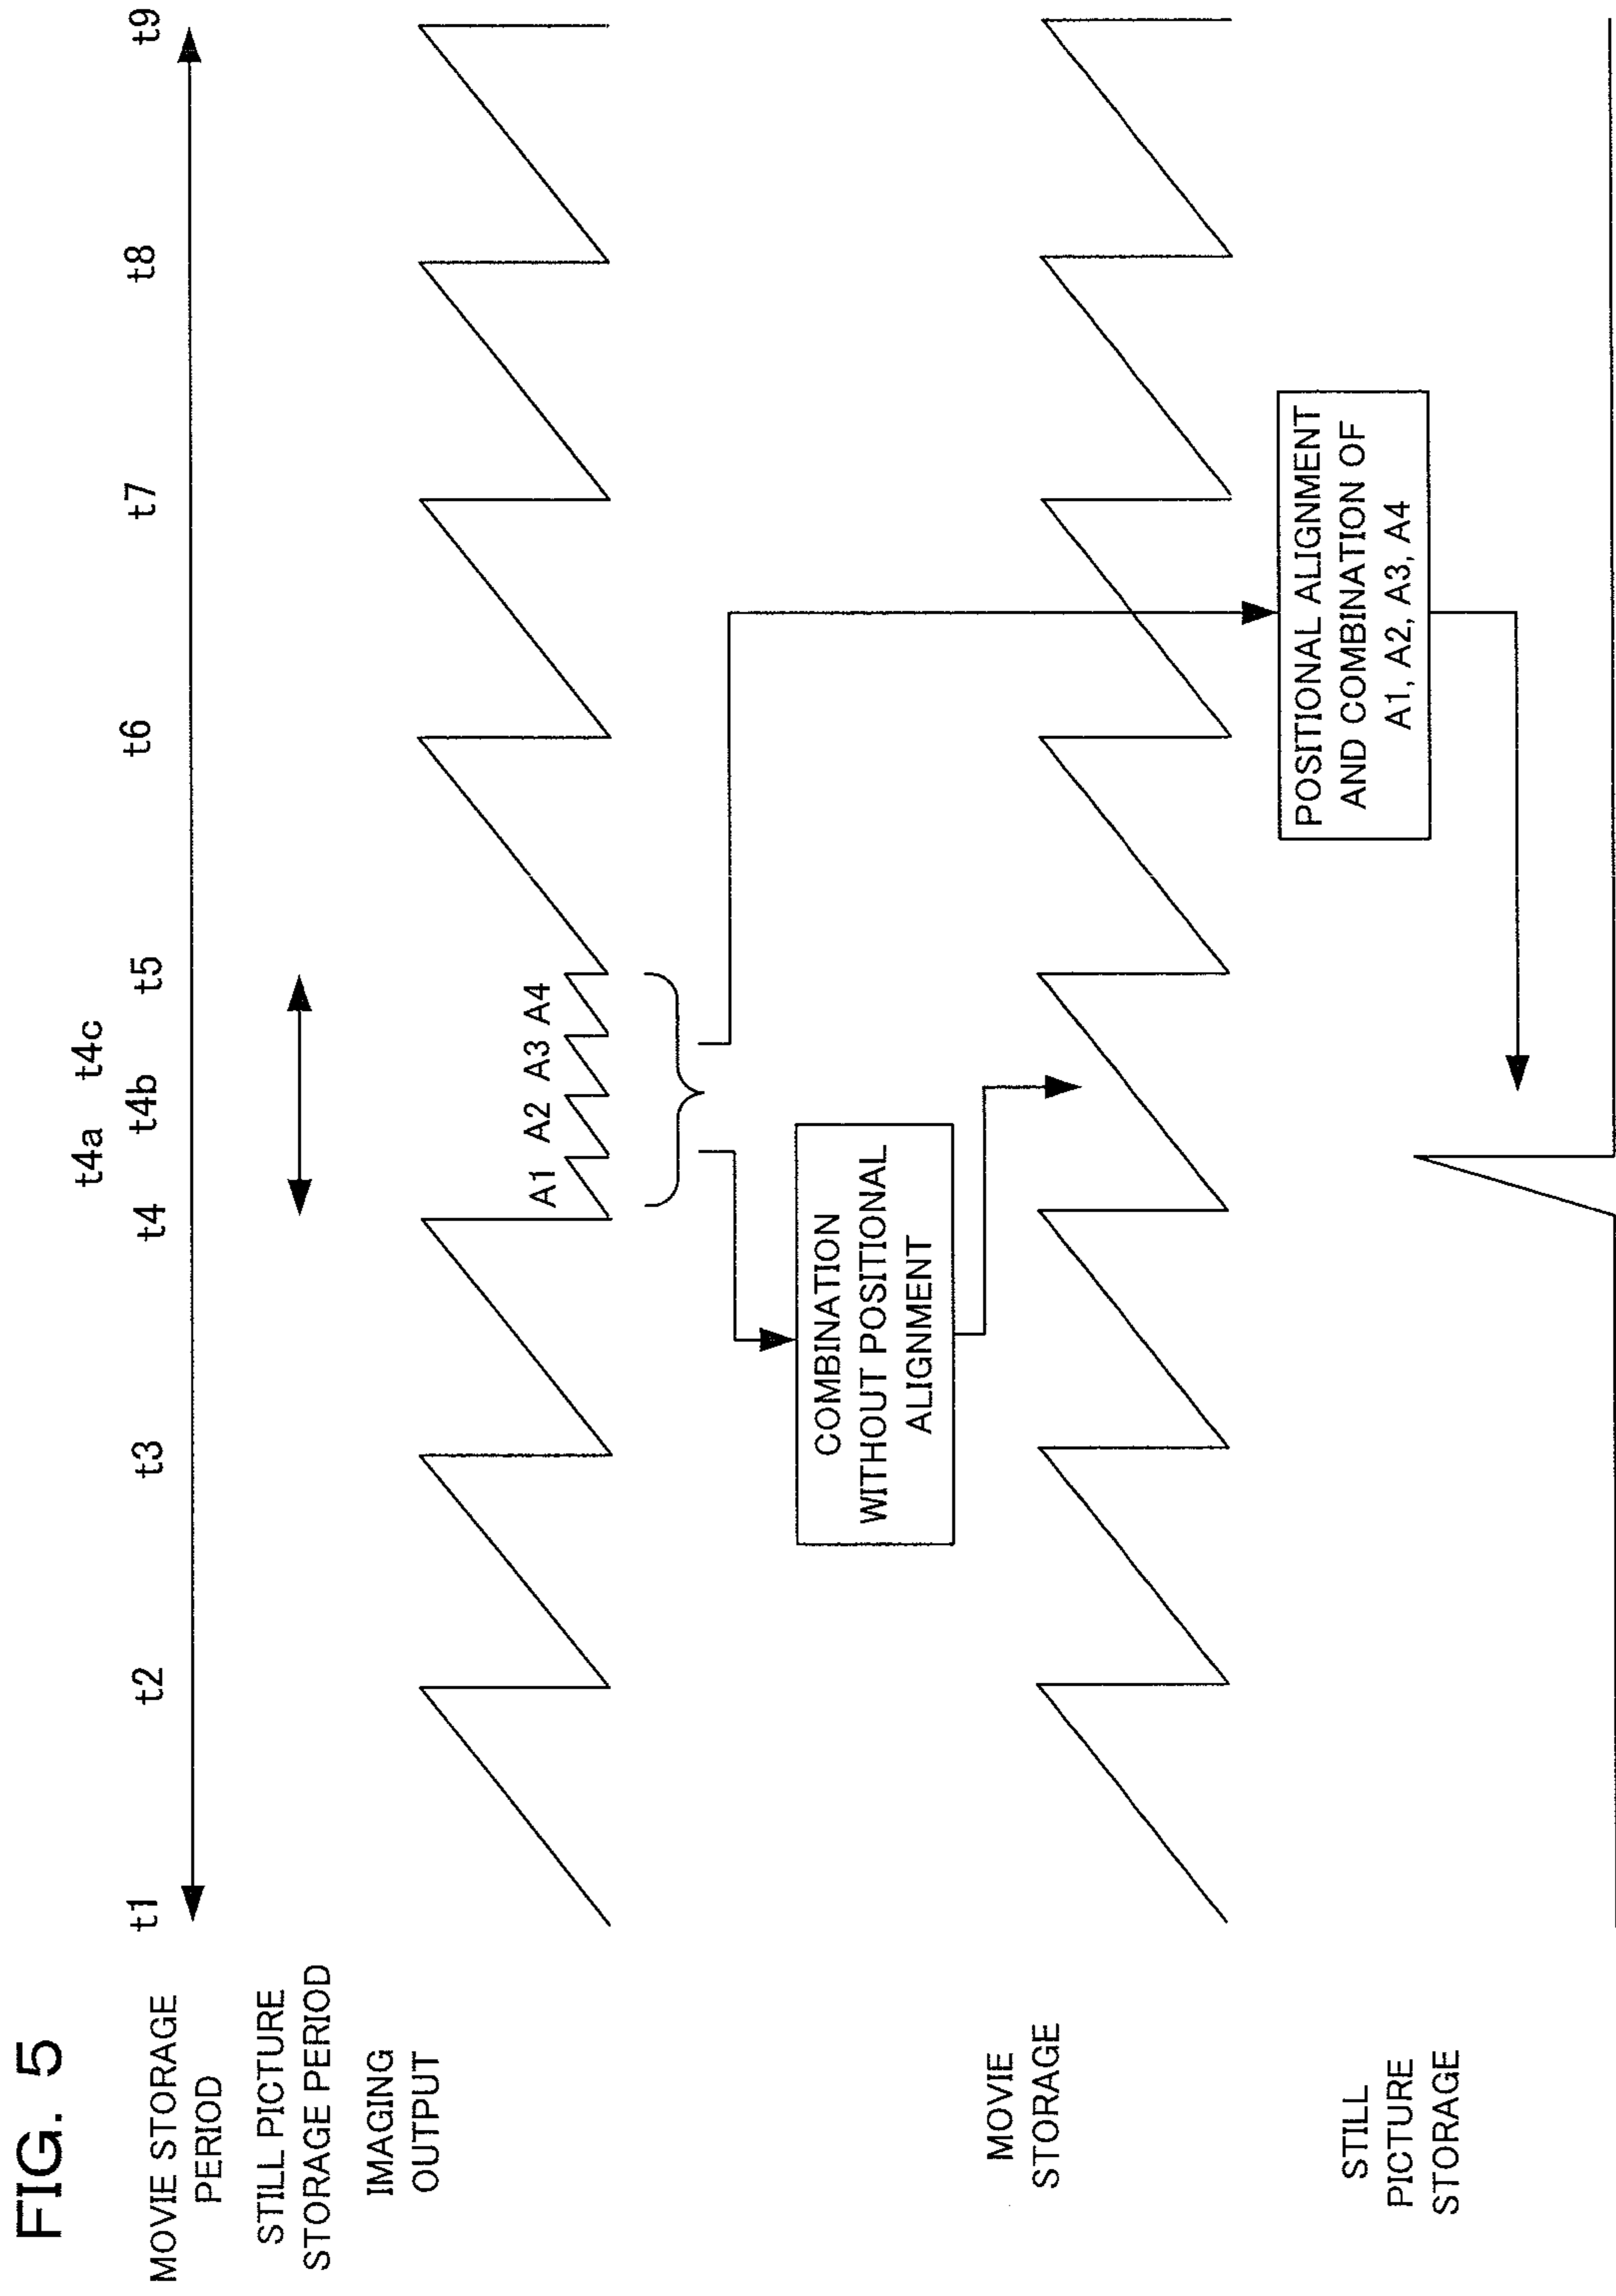 FIG. 5
t4a t4c
t1 t2 t3 t4 t4b t5 t6 t7 t8 t9
MOVIE STORAGE
PERIOD
STILL PICTURE
STORAGE PERIOD
IMAGING
OUTPUT
A1 A2 A3 A4
COMBINATION
WITHOUT POSITIONAL
ALIGNMENT
MOVIE
STORAGE
POSITIONAL ALIGNMENT
AND COMBINATION OF
A1, A2, A3, A4
STILL
PICTURE
STORAGE